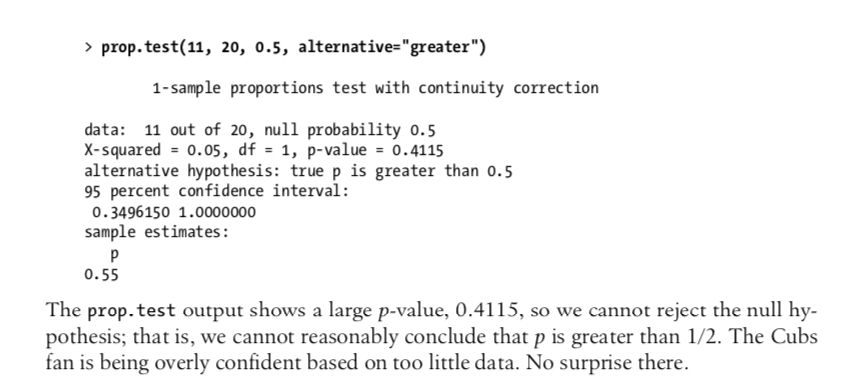 > prop.test(11, 20, 0.5, alternative="greater")
1-sample proportions test with continuity correction
data:  11 out of 20, null probability 0.5
X-squared = 0.05, df = 1, p-value = 0.4115
alternative hypothesis: true p is greater than 0.5
95 percent confidence interval:
0.3496150 1.0000000
sample estimates:
p
0.55
The prop.test output shows a large p-value, 0.4115, so we cannot reject the null hy-
pothesis; that is, we cannot reasonably conclude that p is greater than 1/2. The Cubs
fan is being overly confident based on too little data. No surprise there.